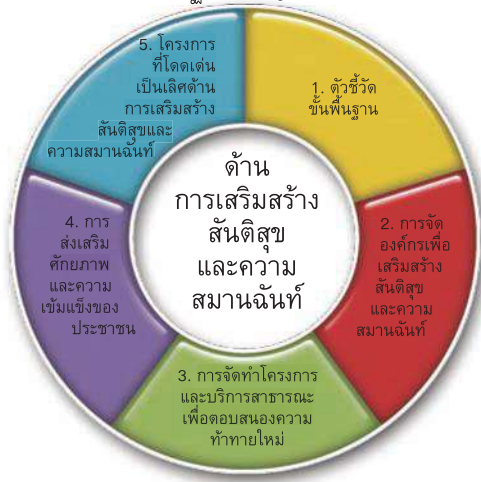 ด้าน
การเสริมสร้าง
สันติสุข
และความ
สมานฉันท์
1. ตัวชี้วัด
ขั้นพื้นฐาน
2. การจัด
องค์กรเพื่อ
เสริมสร้าง
สันติสุข
และความ
สมานฉันท์
3. การจัดทำโครงการ
และบริการสาธารณะ
เพื่อตอบสนองความ
ท้าทายใหม่
4. การ
ส่งเสริม
ศักยภาพ
และความ
เข้มแข็งของ
ประชาชน
5. โครงการ
ที่โดดเด่น
เป็นเลิศด้าน
การเสริมสร้าง
สันติสุขและ
ความสมานฉันท์